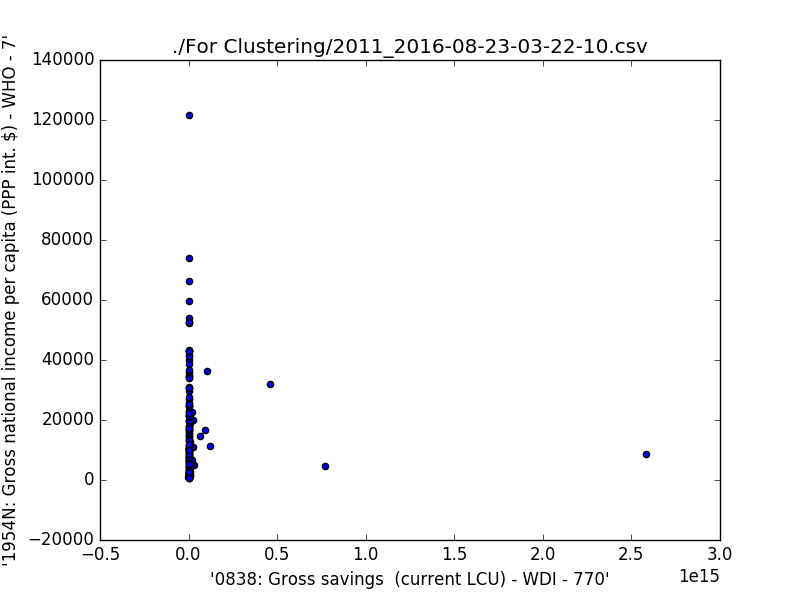 ./For Clustering/2011_2016-08-23-03-22-10.csv
'1954N: Gross national income per capita (PPP int. $) - WHO - 7'
140000
120000
100000
80000
60000
40000
20000
0
−20000
−0.5 0.0 0.5 1.0 1.5 2.0 2.5 3.0
1e15
'0838: Gross savings  (current LCU) - WDI - 770'